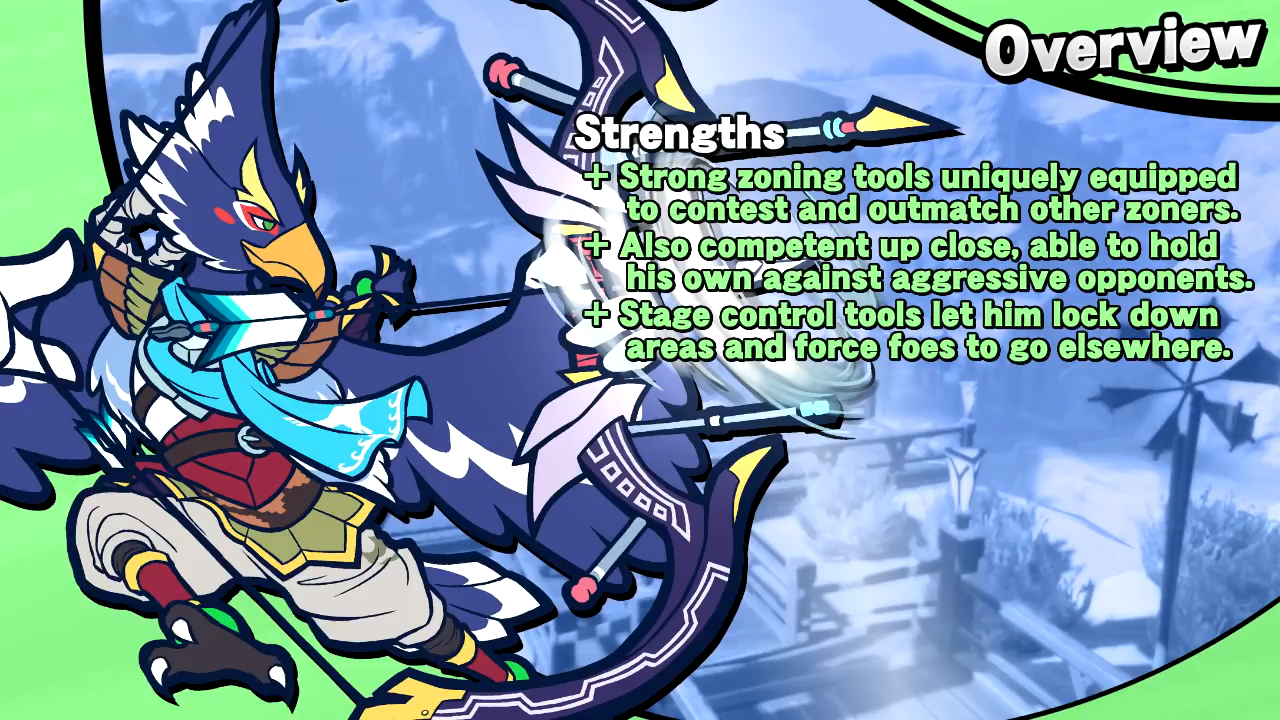 Overview
Strengths
+ Strong zoning tools uniquely equipped
to contest and outmatch other zoners.
+ Also competent up close, able to hold
his own against aggressive opponents.
+ Stage control tools let him lock down
areas and force foes to go elsewhere.